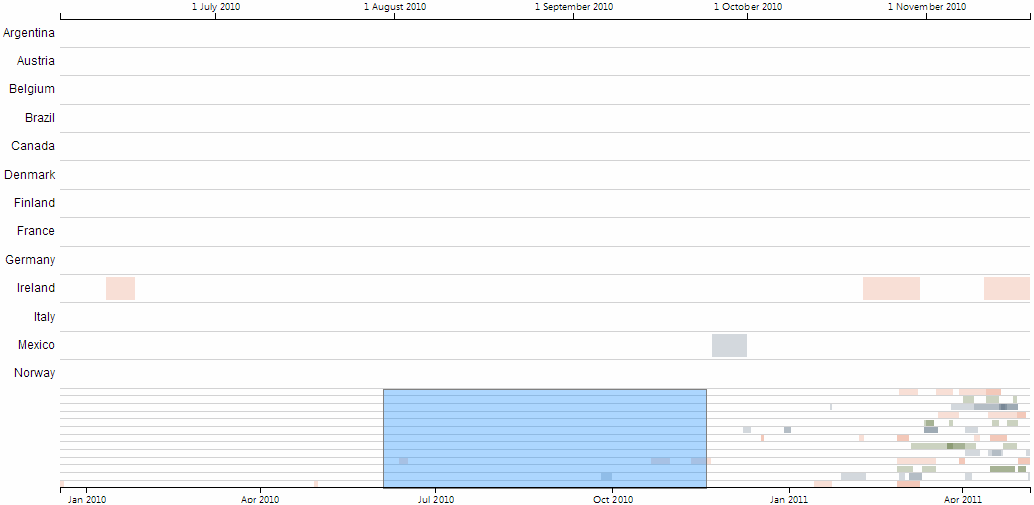 1 July 2010 1 August 2010 1 September 2010 1 October 2010 1 November 2010
Argentina
Austria
Belgium
Brazil
Canada
Denmark
Finland
France
Germany
Ireland
Italy
Mexico
Norway
Jan 2010 Apr 2010 Jul 2010 Oct 2010 Jan 2011 Apr 2011